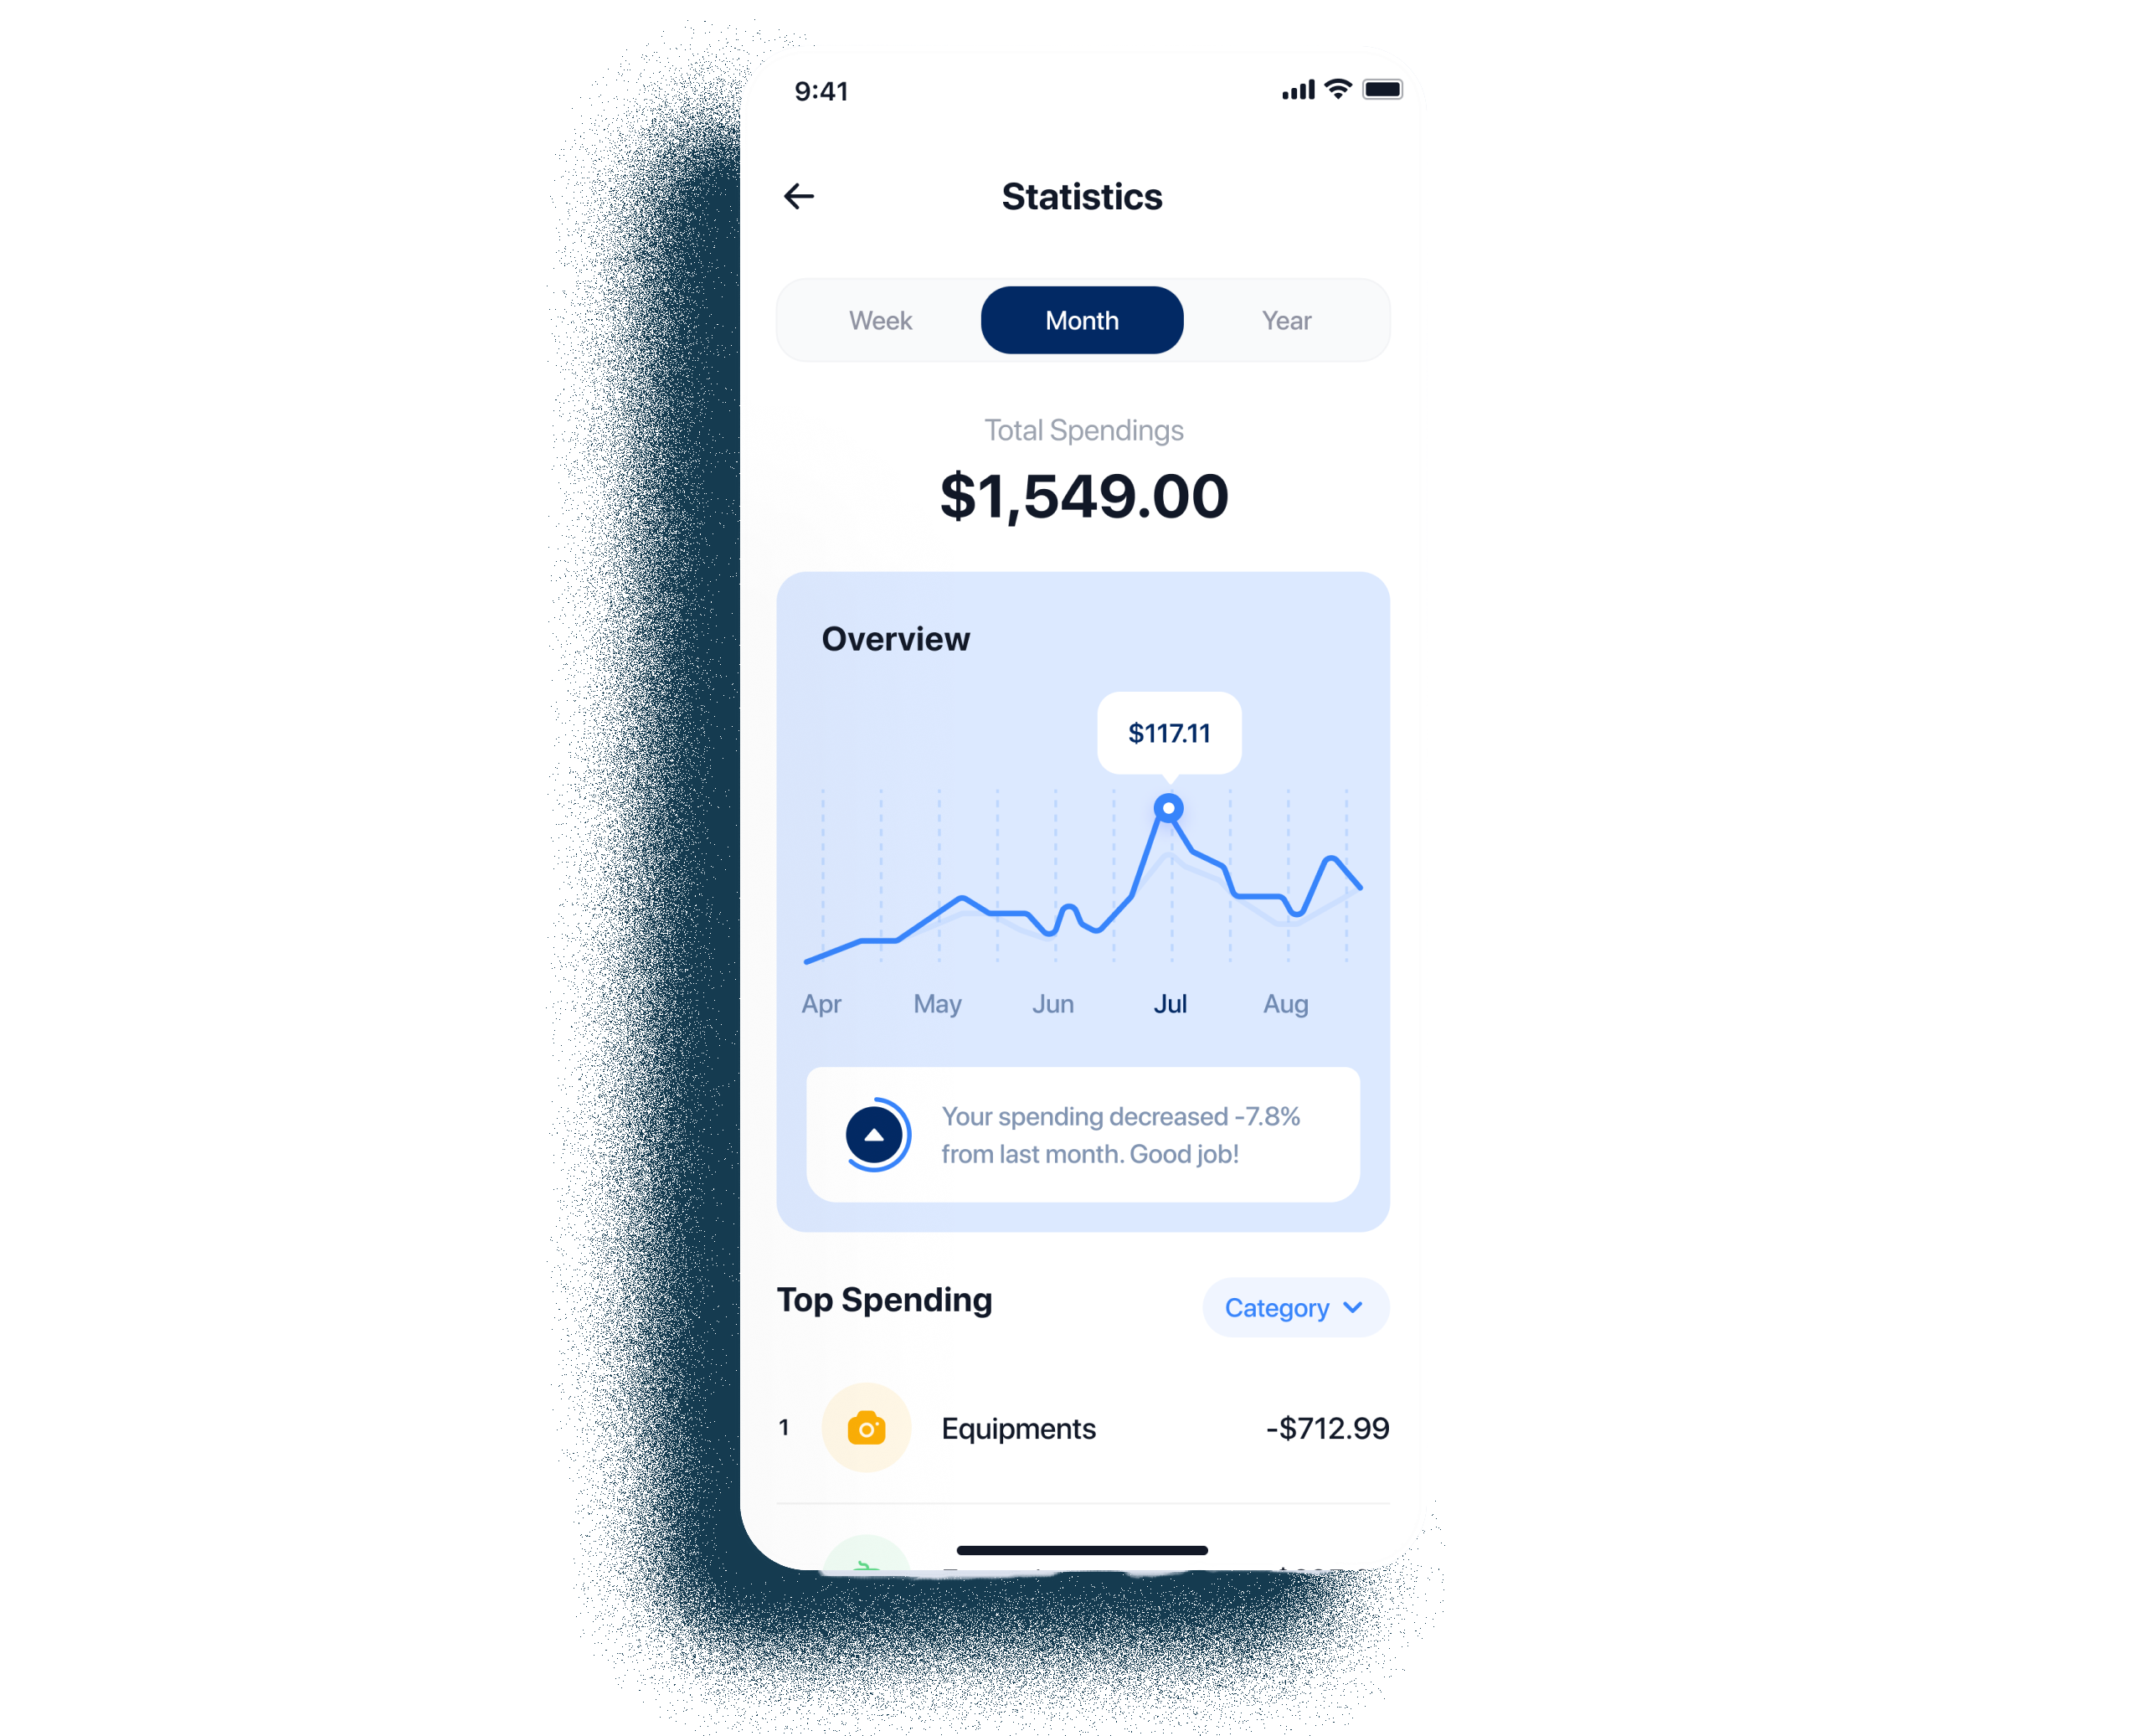 9:41
Statistics
Week Month Year
Total Spendings
$1,549.00
Overview
$117.11
Apr May Jun Jul Aug
Your spending decreased -7.8%
from last month. Good job!
Top Spending
Category
1 Equipments -$712.99